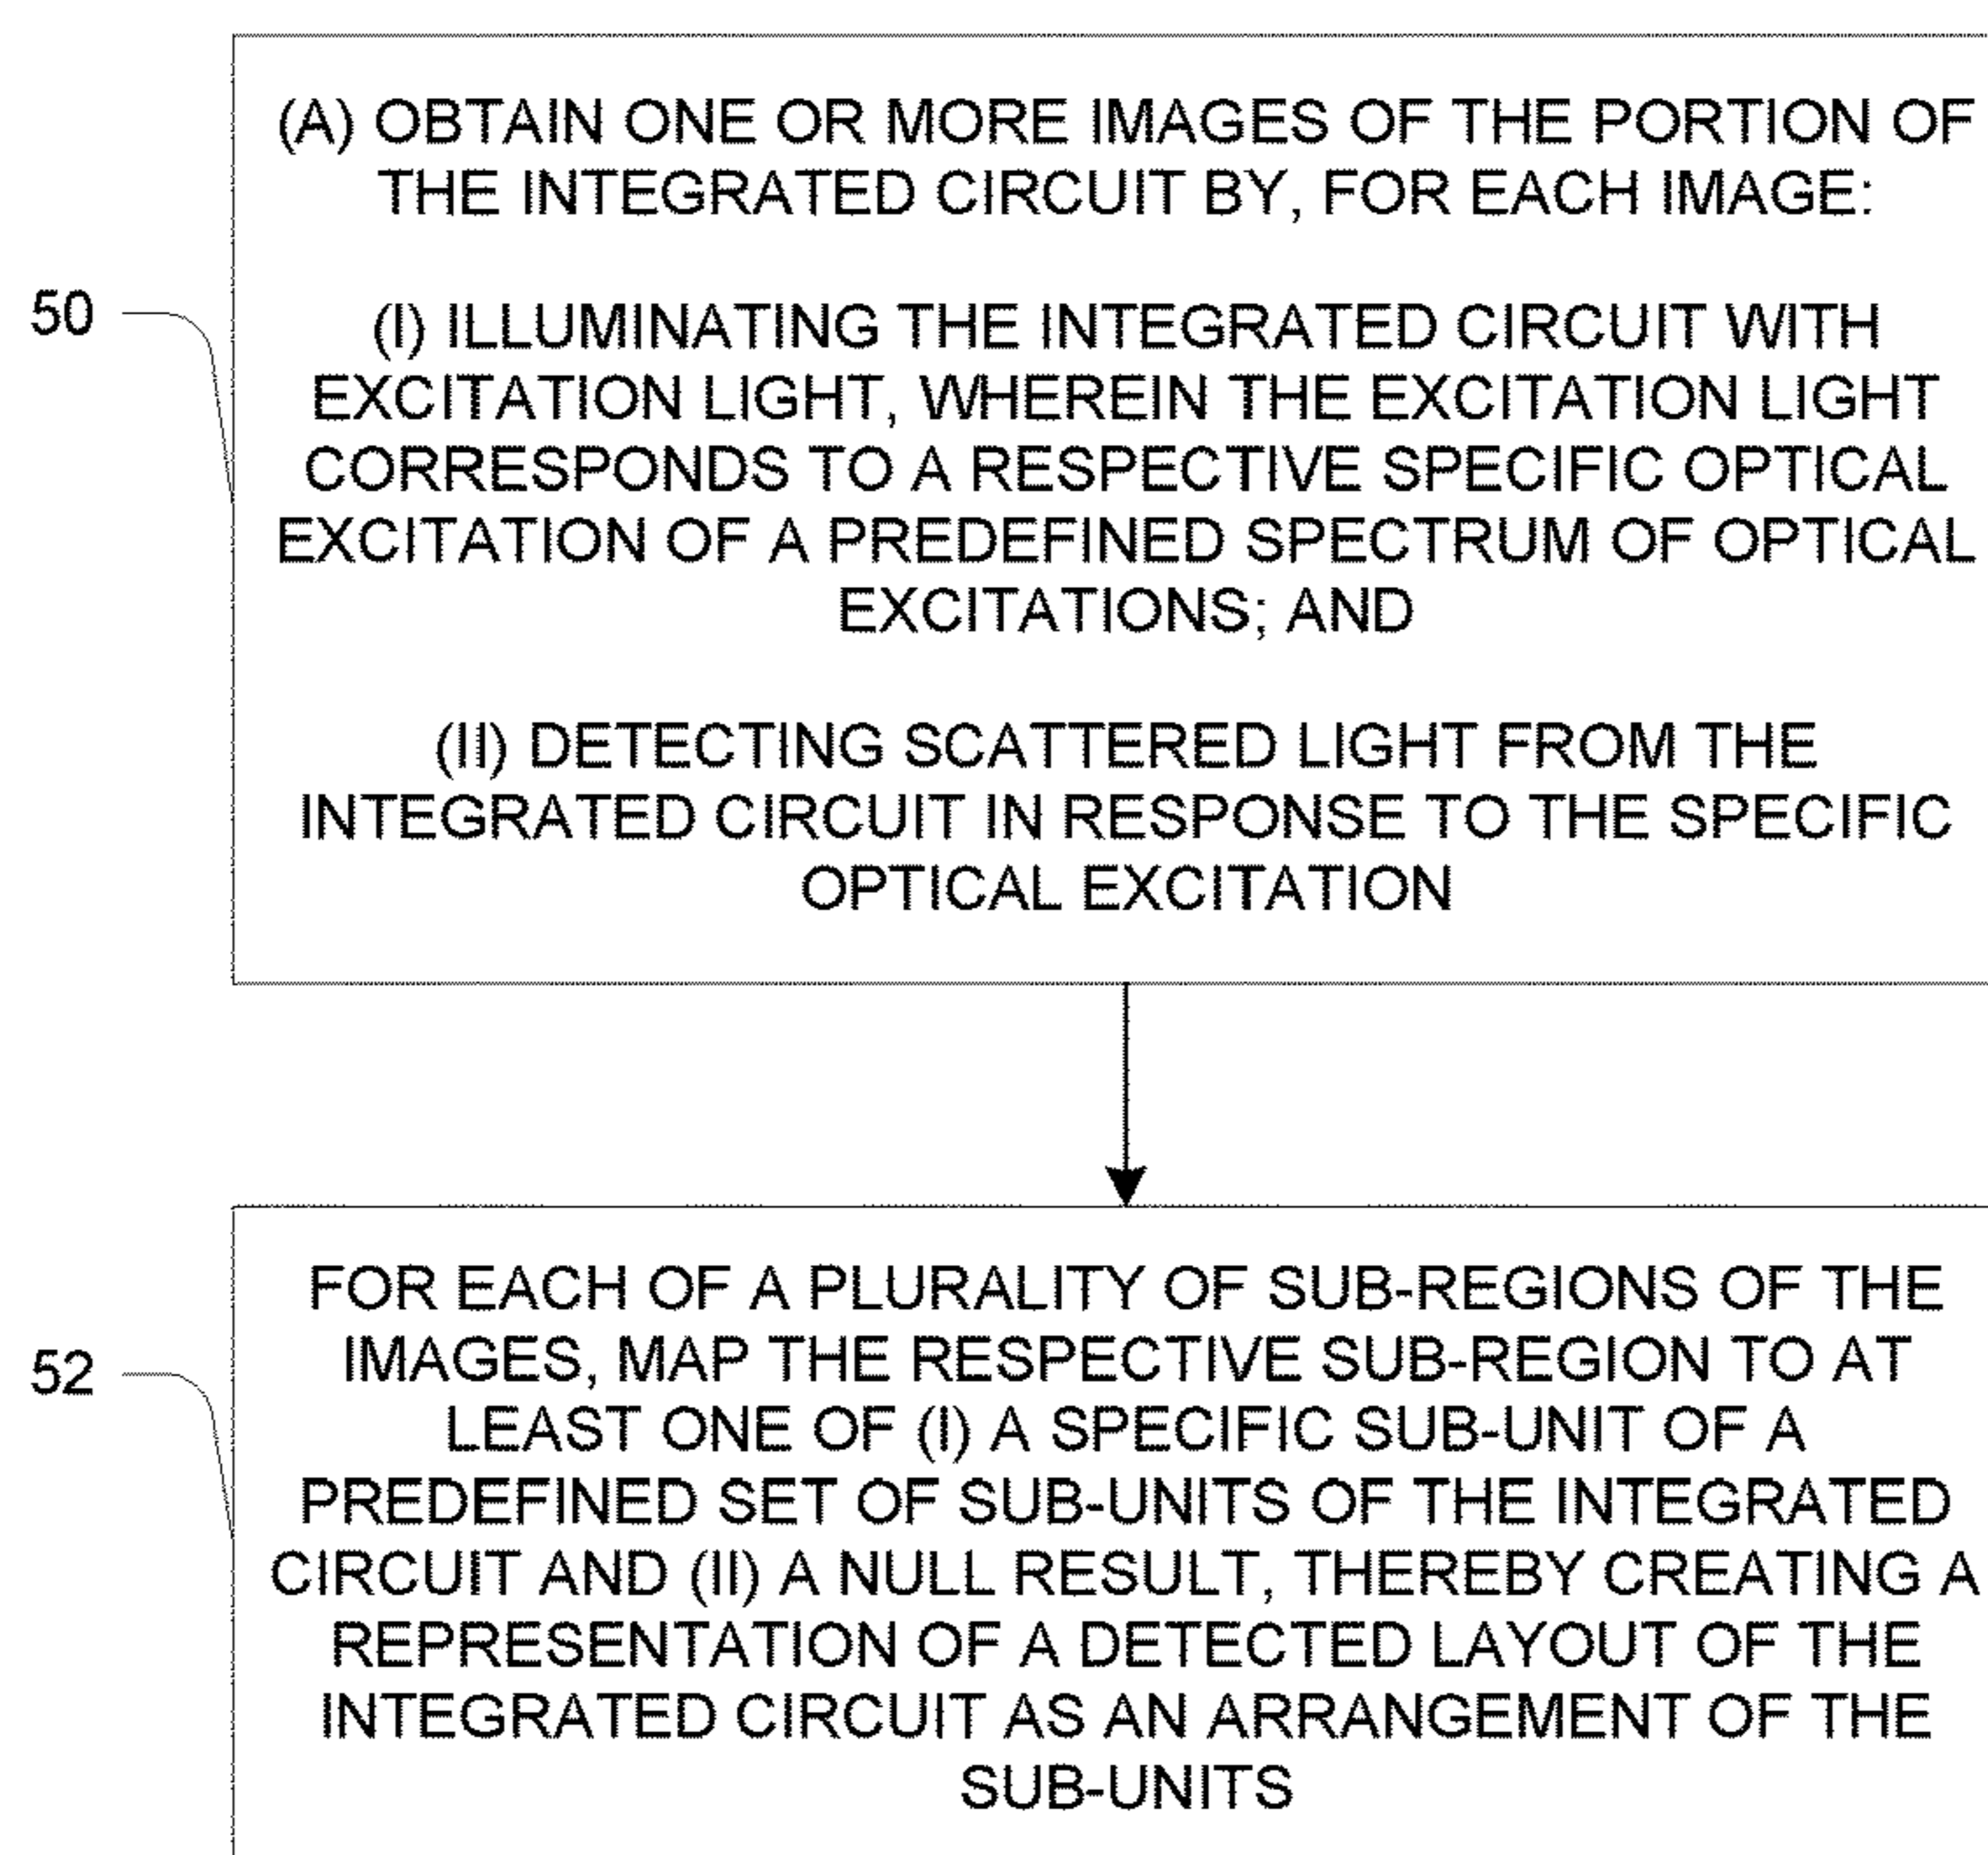 (A) OBTAIN ONE OR MORE IMAGES OF THE PORTION OF
THE INTEGRATED CIRCUIT BY, FOR EACH IMAGE:
50
(I) ILLUMINATING THE INTEGRATED CIRCUIT WITH
EXCITATION LIGHT, WHEREIN THE EXCITATION LIGHT
CORRESPONDS TO A RESPECTIVE SPECIFIC OPTICAL
EXCITATION OF A PREDEFINED SPECTRUM OF OPTICAL
EXCITATIONS; AND
(II) DETECTING SCATTERED LIGHT FROM THE
INTEGRATED CIRCUIT IN RESPONSE TO THE SPECIFIC
OPTICAL EXCITATION
FOR EACH OF A PLURALITY OF SUB-REGIONS OF THE
IMAGES, MAP THE RESPECTIVE SUB-REGION TO AT
52
LEAST ONE OF (I) A SPECIFIC SUB-UNIT OF A
PREDEFINED SET OF SUB-UNITS OF THE INTEGRATED
CIRCUIT AND (II) A NULL RESULT, THEREBY CREATING A
REPRESENTATION OF A DETECTED LAYOUT OF THE
INTEGRATED CIRCUIT AS AN ARRANGEMENT OF THE
SUB-UNITS